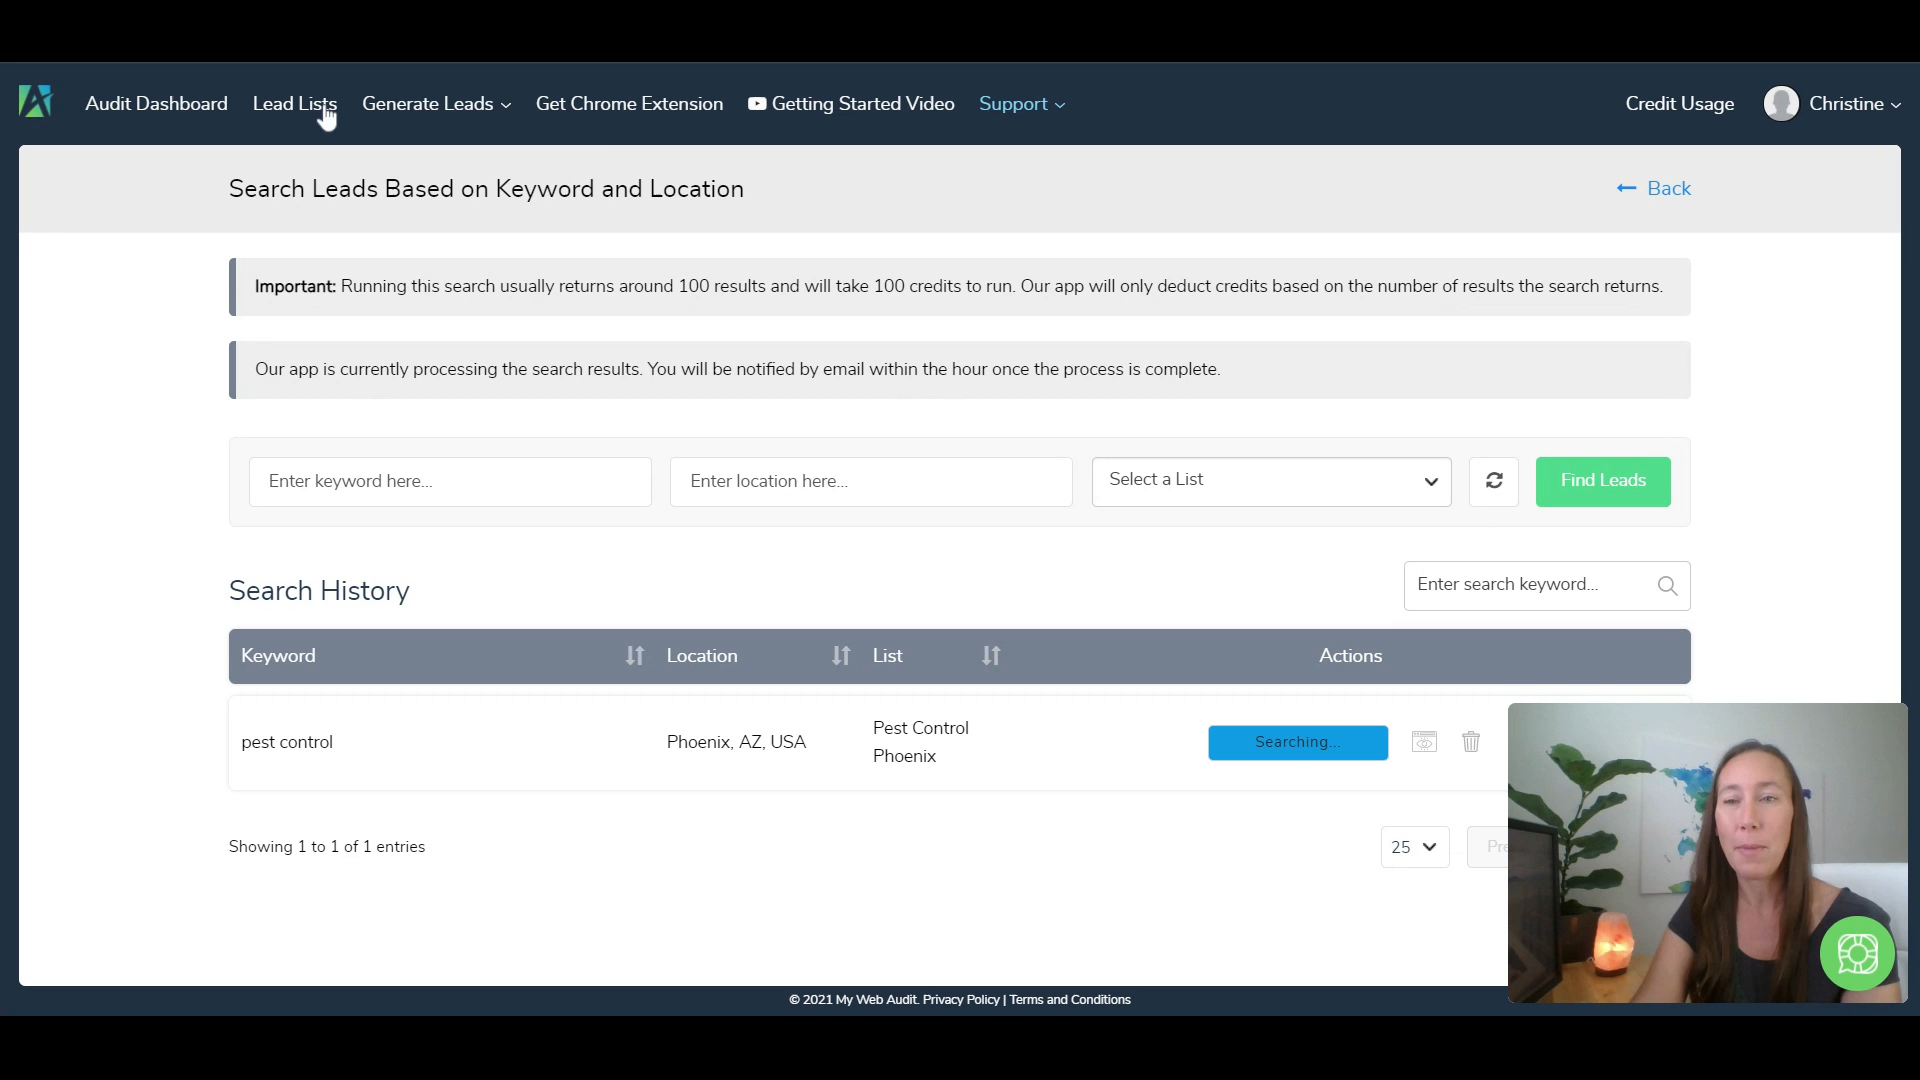 Audit Dashboard
Lead Lists
Generate Leads
Get Chrome Extension
Getting Started Video
Support
Credit Usage
Christine
Search Leads Based on Keyword and Location
Back
Important: Running this search usually returns around 100 results and will take 100 credits to run. Our app will only deduct credits based on the number of results the search returns.
Our app is currently processing the search results. You will be notified by email within the hour once the process is complete.
Enter keyword here...
Enter location here...
Select a List
Find Leads
Search History
Enter search keyword...
Keyword
Location
List
Actions
pest control
Phoenix, AZ, USA
Pest Control
Phoenix
Searching...
Showing 1 to 1 of 1 entries
25
© 2021 My Web Audit. Privacy Policy | Terms and Conditions